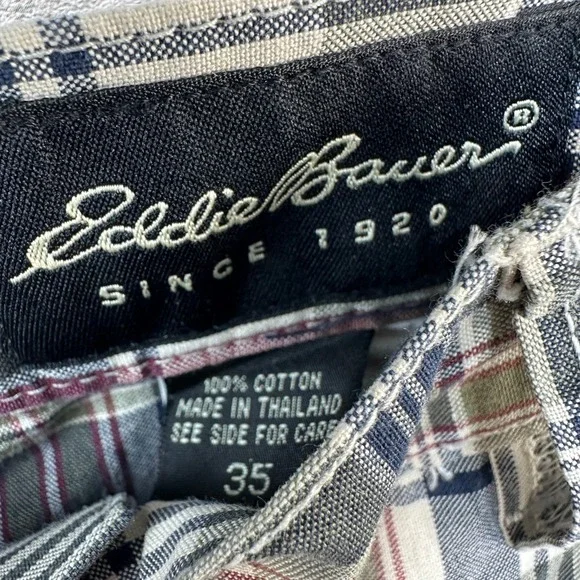 Eddie Bauer®
SINCE 1920
100% COTTON
MADE IN THAILAND
SEE SIDE FOR CARE
35